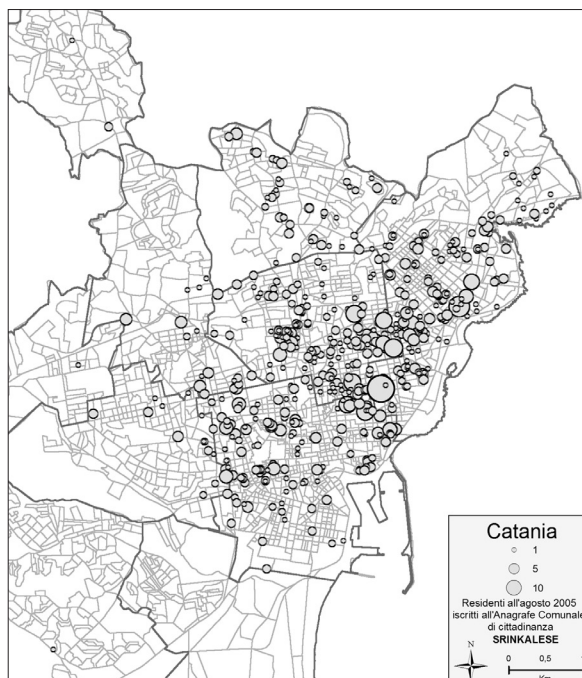 Catania
1
5
10
Residenti all'agosto 2005
iscritti all'Anagrafe Comunale
di cittadinanza
SRINKALESE
N
0 0,5
Km